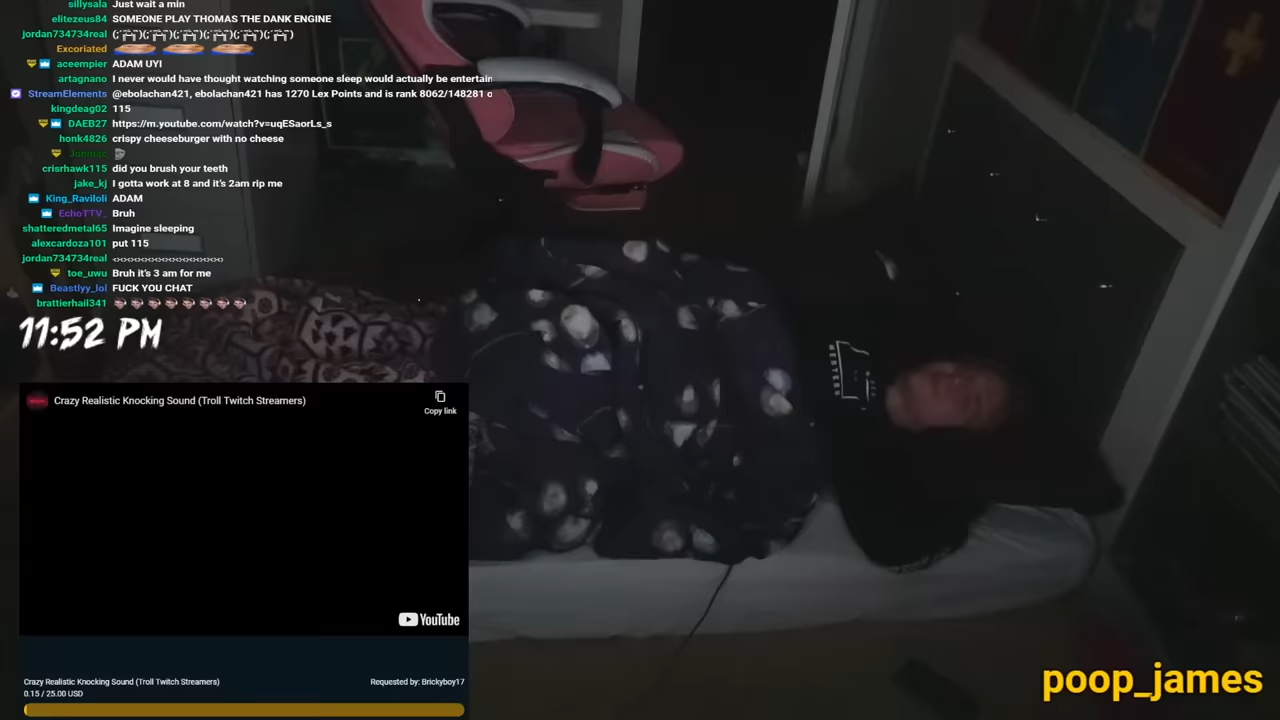 sillysala Just wait a min
elitezeus84 SOMEONE PLAY THOMAS THE DANK ENGINE
jordan734734real
Excoriated
aceempier ADAM UYI
artagnano I never would have thought watching someone sleep would actually be entertain
StreamElements @ebolachan421, ebolachan421 has 1270 Lex Points and is rank 8062/148281 o
kingdeag02 115
DAEB27 https://m.youtube.com/watch?v=uqESaorLs_s
honk4826 crispy cheeseburger with no cheese
Jonmac
crisrhawk115 did you brush your teeth
jake_kj I gotta work at 8 and it's 2am rip me
King_Raviloli ADAM
EchoTTV_ Bruh
shatteredmetal65 Imagine sleeping
alexcardoza101 put 115
jordan734734real
toe_uwu Bruh it's 3 am for me
Beastlyy_lol FUCK YOU CHAT
brattierhail341
11:52 PM
Crazy Realistic Knocking Sound (Troll Twitch Streamers)
Copy link
YouTube
Crazy Realistic Knocking Sound (Troll Twitch Streamers) Requested by: Brickyboy17
0.15 / 25.00 USD
poop_james